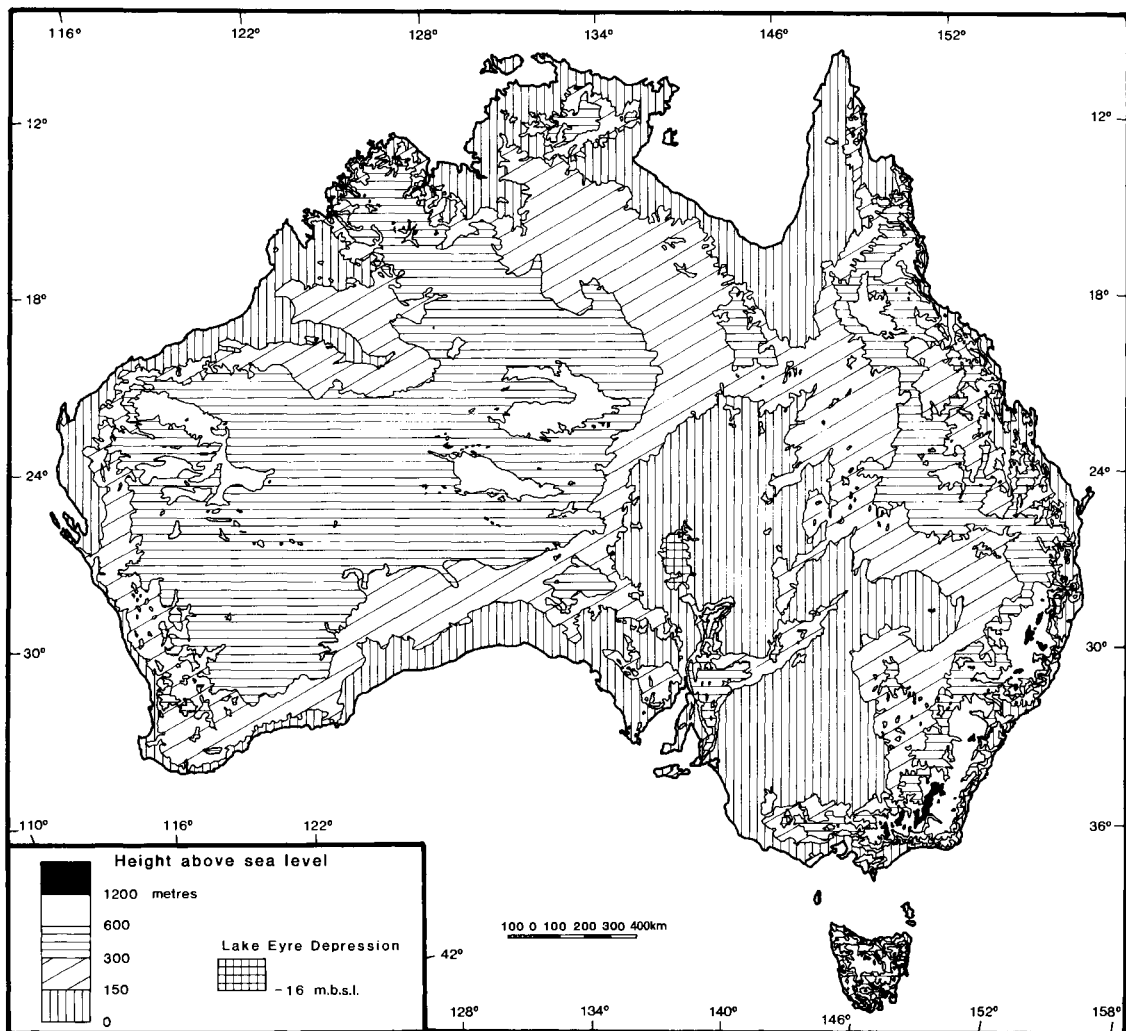 116° 122° 128° 134° 146° 152°
12° 12°
18° 18°
24° 24°
30° 30°
36°
110° 116° 122°
Height above sea level
1200 metres
600
300
150
0
Lake Eyre Depression
-16 m.b.s.l.
100 0 100 200 300 400km
42°
128° 134° 140° 146° 152° 158°